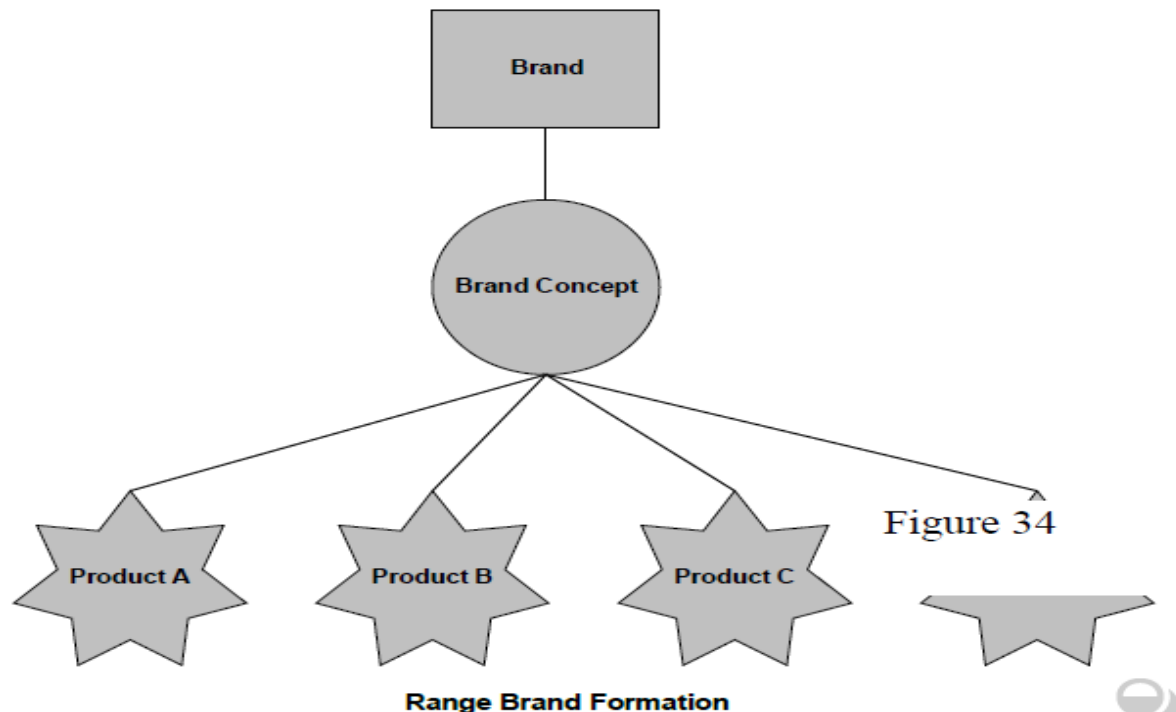 Brand
Brand Concept
Figure 34
Product A
Product B
Product C
Range Brand Formation